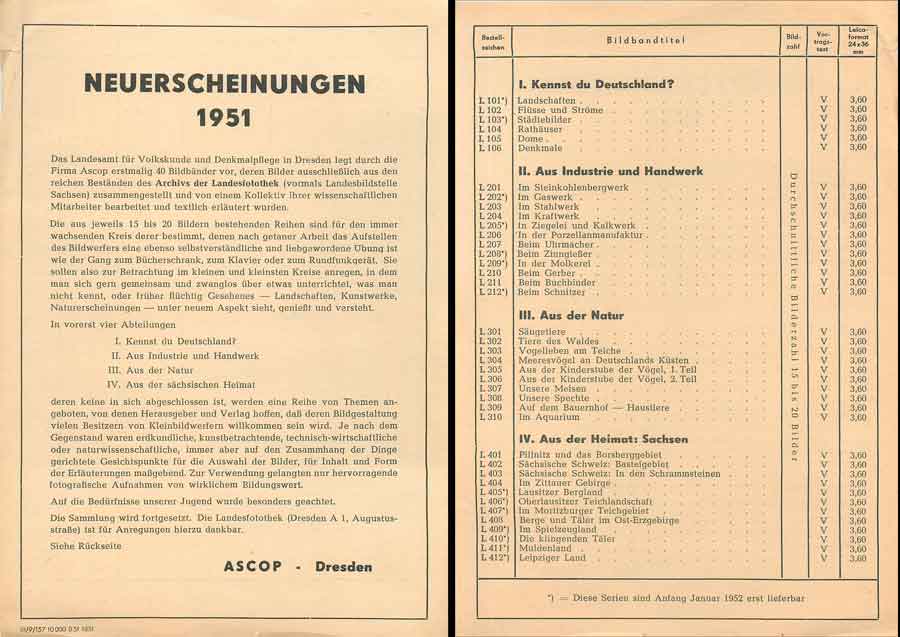 NEUERSCHEINUNGEN
1951
Das Landesamt für Volkskunde und Denkmalpflege in Dresden legt durch die
Firma Ascop erstmalig 40 Bildbänder vor, deren Bilder ausschließlich aus den
reichen Beständen des Archivs der Landesfotothek (vormals Landesbildstelle
Sachsen) zusammengestellt und von einem Kollektiv ihrer wissenschaftlichen
Mitarbeiter bearbeitet und textlich erläutert wurden.
Die aus jeweils 15 bis 20 Bildern bestehenden Reihen sind für den immer
wachsenden Kreis derer bestimmt, denen nach getaner Arbeit das Aufstellen
des Bildwerfers eine ebenso selbstverständliche und liebgewordene Übung ist
wie der Gang zum Bücherschrank, zum Klavier oder zum Rundfunkgerät. Sie
sollen also zur Betrachtung im kleinen und kleinsten Kreise anregen, in dem
man sich gern gemeinsam und zwanglos über etwas unterrichtet, was man
nicht kennt, oder früher flüchtig Gesehenes — Landschaften, Kunstwerke,
Naturerscheinungen — unter neuem Aspekt sieht, genießt und versteht.
In vorerst vier Abteilungen
I. Kennst du Deutschland?
II. Aus Industrie und Handwerk
III. Aus der Natur
IV. Aus der sächsischen Heimat
deren keine in sich abgeschlossen ist, werden eine Reihe von Themen an-
geboten, von denen Herausgeber und Verlag hoffen, daß deren Bildgestaltung
vielen Besitzern von Kleinbildwerfern willkommen sein wird. Je nach dem
Gegenstand waren erdkundliche, kunstbetrachtende, technisch-wirtschaftliche
oder naturwissenschaftliche, immer aber auf den Zusammhang der Dinge
gerichtete Gesichtspunkte für die Auswahl der Bilder, für Inhalt und Form
der Erläuterungen maßgebend. Zur Verwendung gelangten nur hervorragende
fotografische Aufnahmen von wirklichem Bildungswert.
Auf die Bedürfnisse unserer Jugend wurde besonders geachtet.
Die Sammlung wird fortgesetzt. Die Landesfotothek (Dresden A 1, Augustus-
straße) ist für Anregungen hierzu dankbar.
Siehe Rückseite
ASCOP - Dresden
Bestell-
zeichen
Bildbandtitel
Bild-
zahl
Vor-
trags-
text
Leica-
format
24x36
mm
I. Kennst du Deutschland?
L 101*) Landschaften V 3,60
L 102 Flüsse und Ströme V 3,60
L 103*) Städtebilder V 3,60
L 104 Rathäuser V 3,60
L 105 Dome V 3,60
L 106 Denkmale V 3,60
II. Aus Industrie und Handwerk
L 201 Im Steinkohlenbergwerk V 3,60
L 202*) Im Gaswerk V 3,60
L 203 Im Stahlwerk V 3,60
L 204 Im Kraftwerk V 3,60
L 205*) In Ziegelei und Kalkwerk V 3,60
L 206 In der Porzellanmanufaktur V 3,60
L 207 Beim Uhrmacher V 3,60
L 208*) Beim Zinngießer V 3,60
L 209*) In der Molkerei V 3,60
L 210 Beim Gerber V 3,60
L 211 Beim Buchbinder V 3,60
L 212*) Beim Schnitzer V 3,60
III. Aus der Natur
L 301 Säugetiere V 3,60
L 302 Tiere des Waldes V 3,60
L 303 Vogelleben am Teiche V 3,60
L 304 Meeresvögel an Deutschlands Küsten V 3,60
L 305 Aus der Kinderstube der Vögel, 1. Teil V 3,60
L 306 Aus der Kinderstube der Vögel, 2. Teil V 3,60
L 307 Unsere Meisen V 3,60
L 308 Unsere Spechte V 3,60
L 309 Auf dem Bauernhof — Haustiere V 3,60
L 310 Im Aquarium V 3,60
IV. Aus der Heimat: Sachsen
L 401 Pillnitz und das Borsberggebiet V 3,60
L 402 Sächsische Schweiz: Basteigebiet V 3,60
L 403 Sächsische Schweiz: In den Schrammsteinen V 3,60
L 404 Im Zittauer Gebirge V 3,60
L 405*) Lausitzer Bergland V 3,60
L 406*) Oberlausitzer Teichlandschaft V 3,60
L 407*) Im Moritzburger Teichgebiet V 3,60
L 408 Berge und Täler im Ost-Erzgebirge V 3,60
L 409*) Im Spielzeugland V 3,60
L 410*) Die klingenden Täler V 3,60
L 411*) Muldenland V 3,60
L 412*) Leipziger Land V 3,60
Durchschnittliche Bilderzahl 15 bis 20 Bilder
*) = Diese Serien sind Anfang Januar 1952 erst lieferbar